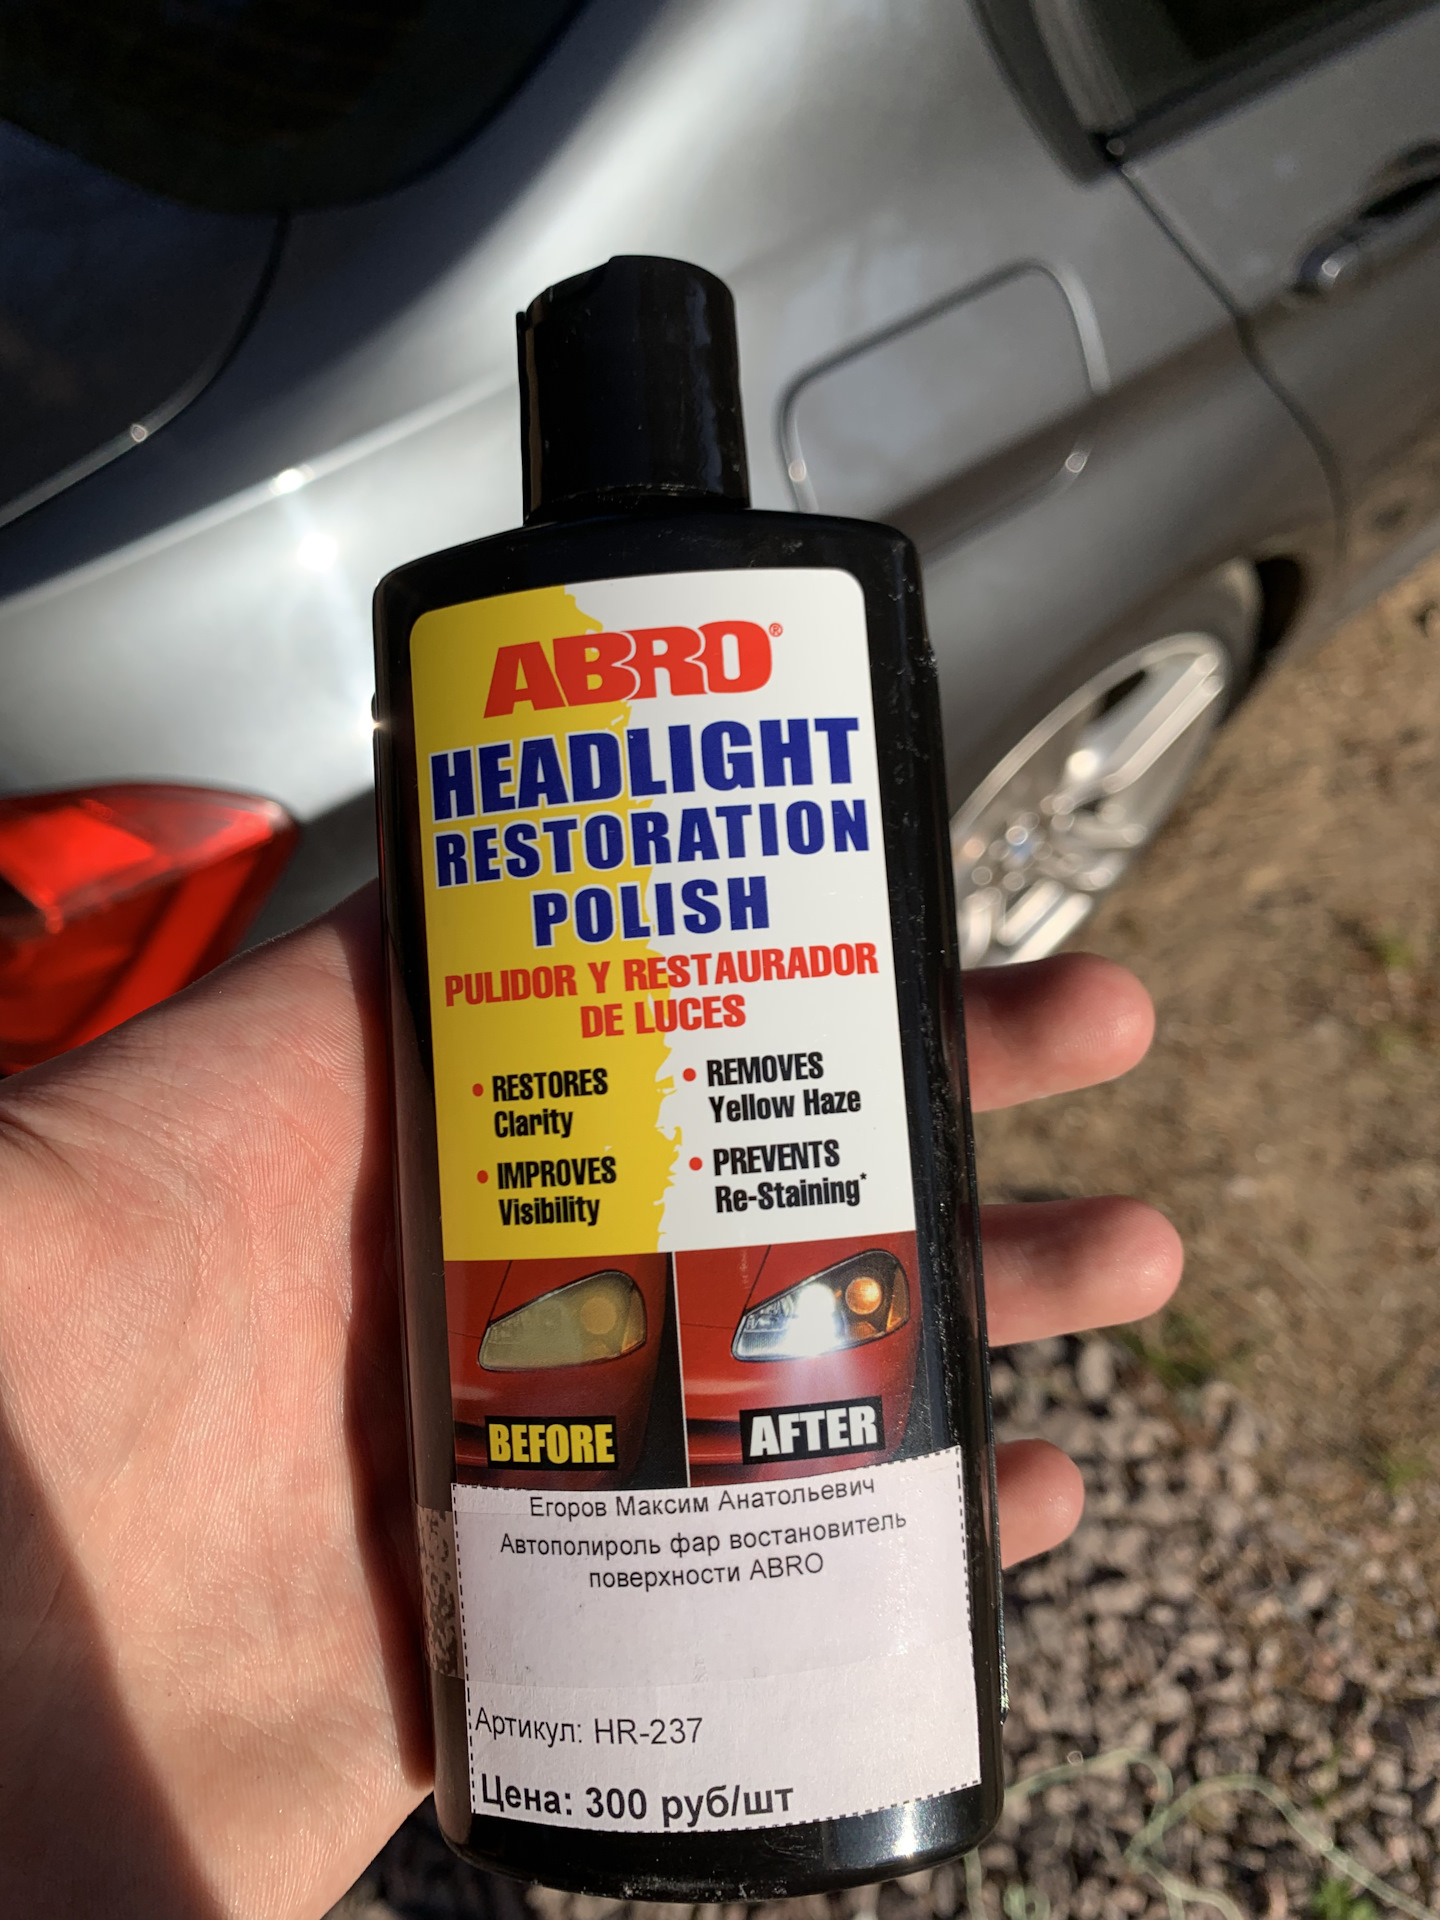 ABRO®
HEADLIGHT
RESTORATION
POLISH
PULIDOR Y RESTAURADOR
DE LUCES
• RESTORES
Clarity
• IMPROVES
Visibility
• REMOVES
Yellow Haze
• PREVENTS
Re-Staining*
BEFORE
AFTER
Егоров Максим Анатольевич
Автополироль фар востановитель
поверхности ABRO
Артикул: HR-237
Цена: 300 руб/шт